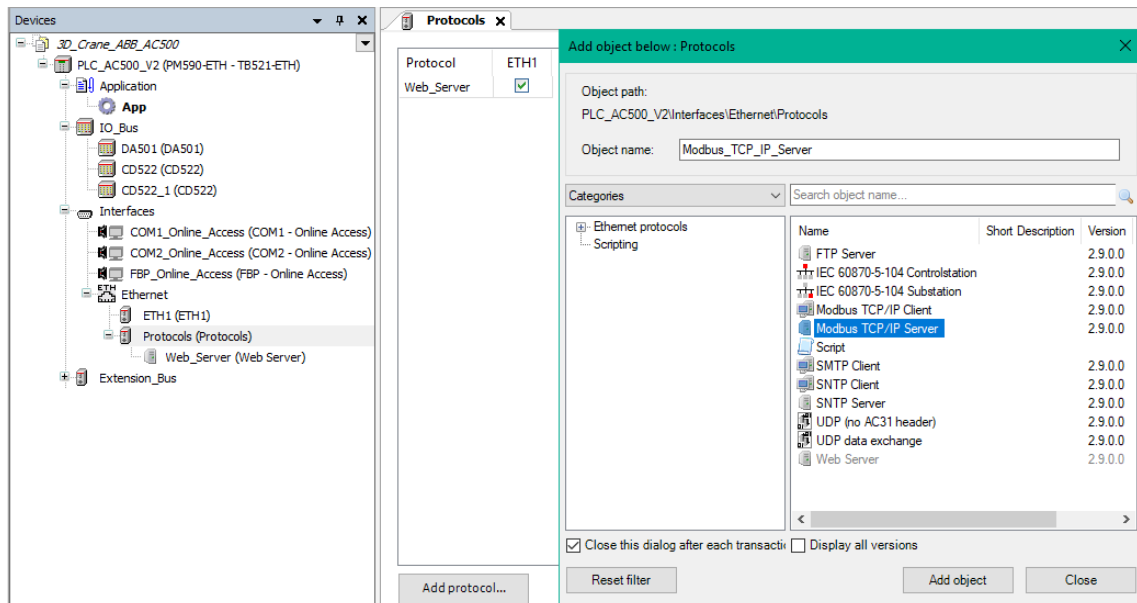 Devices
3D_Crane_ABB_AC500
PLC_AC500_V2 (PM590-ETH - TB521-ETH)
Application
App
IO_Bus
DA501 (DA501)
CD522 (CD522)
CD522_1 (CD522)
Interfaces
COM1_Online_Access (COM1 - Online Access)
COM2_Online_Access (COM2 - Online Access)
FBP_Online_Access (FBP - Online Access)
ETH
Ethernet
ETH1 (ETH1)
Protocols (Protocols)
Web_Server (Web Server)
Extension_Bus
Protocols
Protocol ETH1
Web_Server
Add protocol...
Add object below : Protocols
Object path:
PLC_AC500_V2\Interfaces\Ethernet\Protocols
Object name: Modbus_TCP_IP_Server
Categories
Search object name...
Ethernet protocols
Scripting
Name Short Description Version
FTP Server 2.9.0.0
IEC 60870-5-104 Controlstation 2.9.0.0
IEC 60870-5-104 Substation 2.9.0.0
Modbus TCP/IP Client 2.9.0.0
Modbus TCP/IP Server 2.9.0.0
Script
SMTP Client 2.9.0.0
SNTP Client 2.9.0.0
SNTP Server 2.9.0.0
UDP (no AC31 header) 2.9.0.0
UDP data exchange 2.9.0.0
Web Server 2.9.0.0
Close this dialog after each transactic Display all versions
Reset filter Add object Close